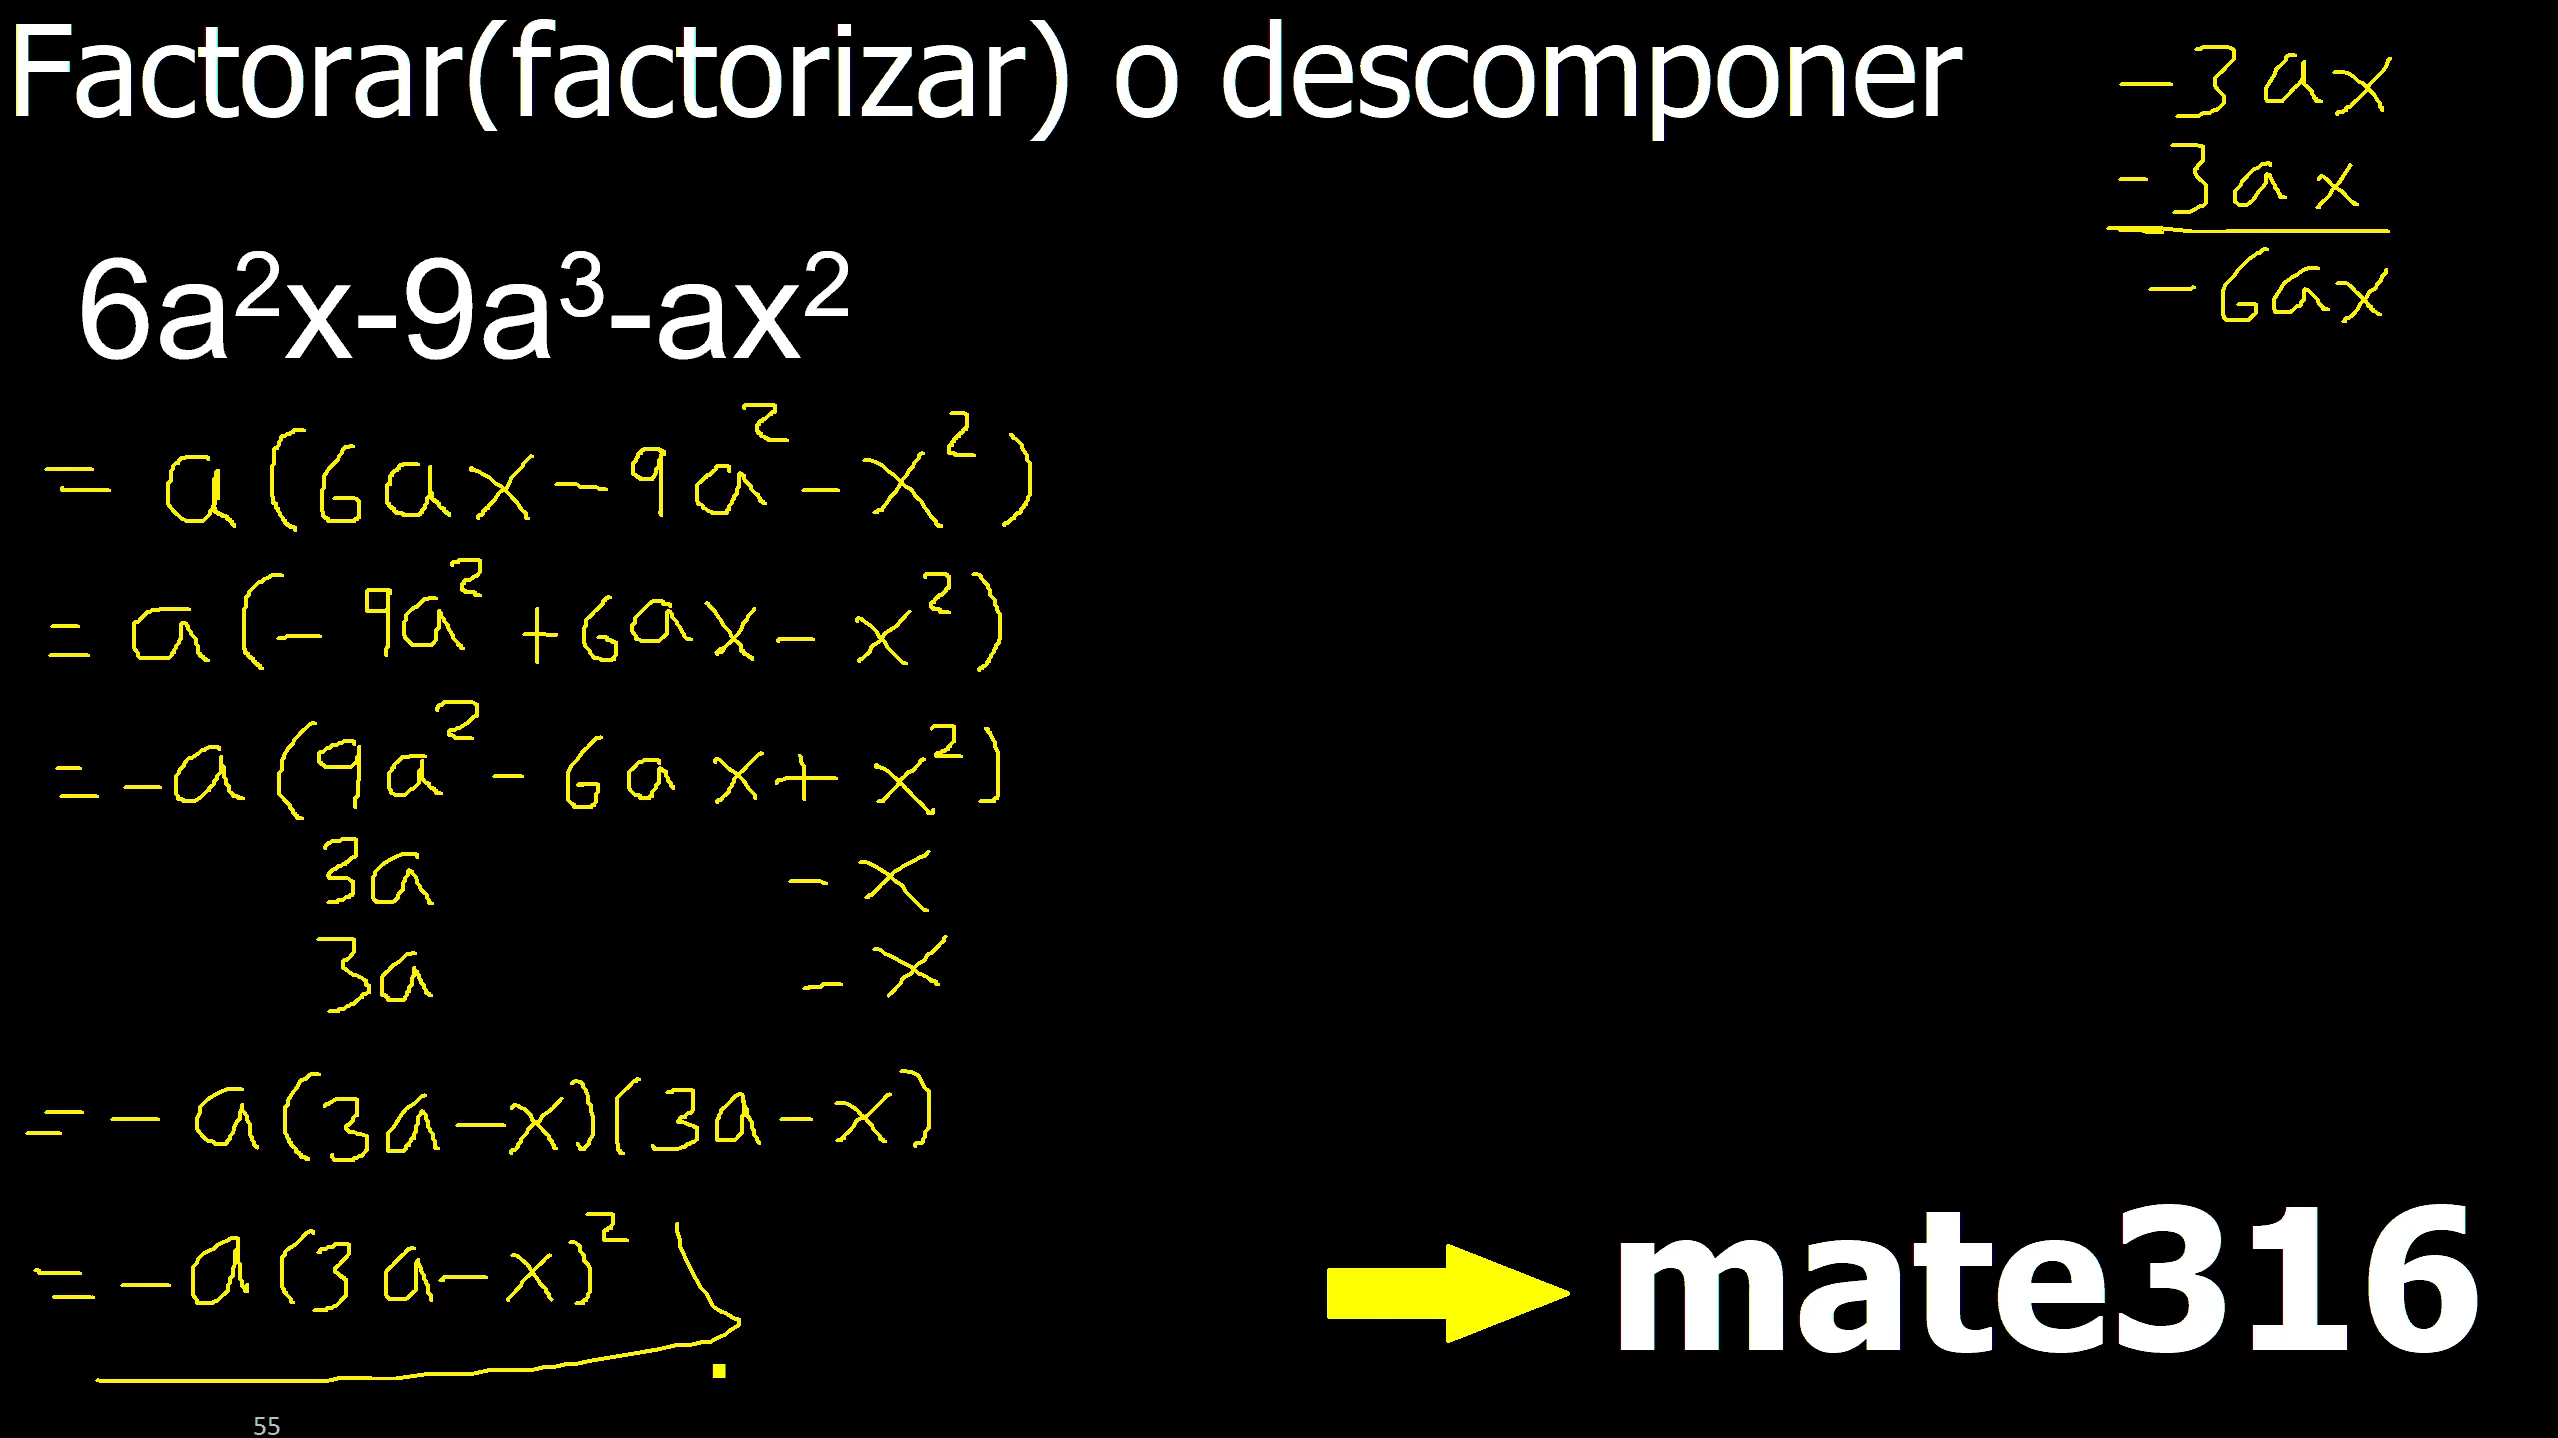 Factorar(factorizar) o descomponer
-3ax
-3ax
-6ax
6a²x-9a³-ax²
= a(6ax-9a²-x²)
= a(-9a²+6ax-x²)
=-a(9a²-6ax+x²)
3a -x
3a -x
=-a(3a-x)(3a-x)
=-a(3a-x)²
mate316
55